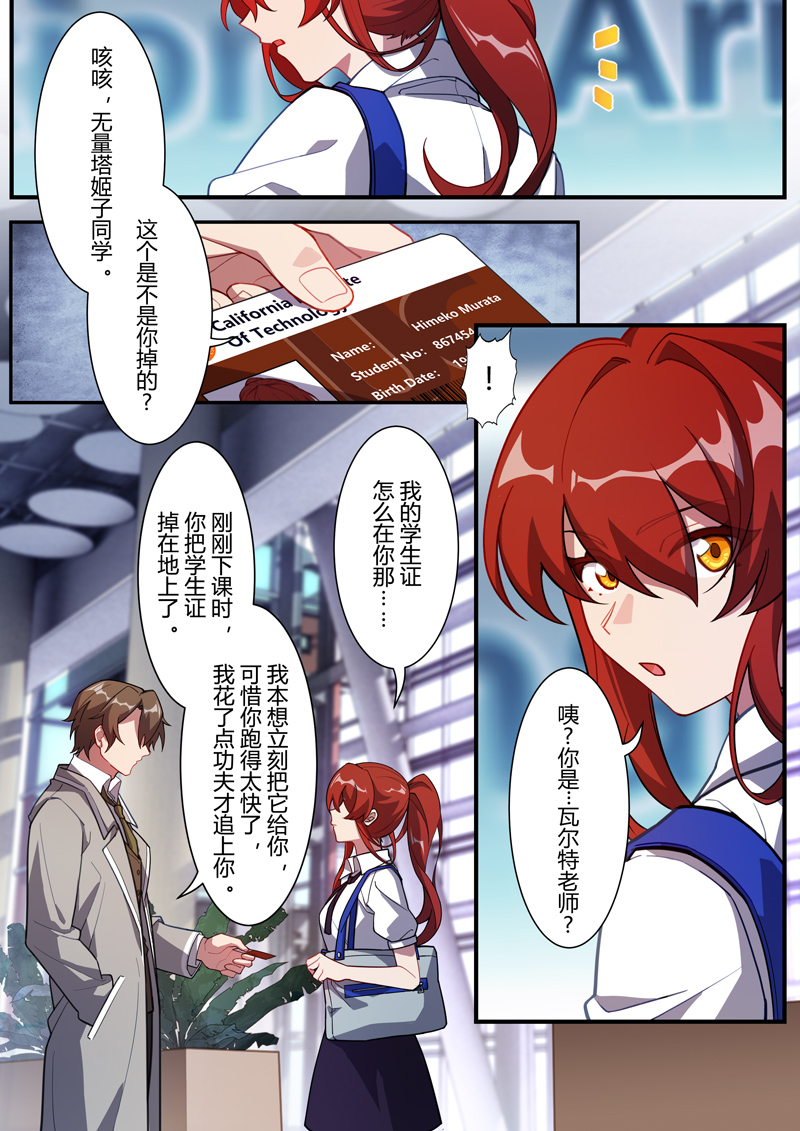 Arr
咳咳，无量塔姬子同学。
这个是不是你掉的？
California
te
Of Technology
Name: Himeko Murata
Student No: 867454
Birth Date: 19
！
咦？你是…瓦尔特老师？
我的学生证
怎么在你那……
刚刚下课时，
你把学生证
掉在地上了。
我本想立刻把它给你，
可惜你跑得太快了，
我花了点功夫才追上你。